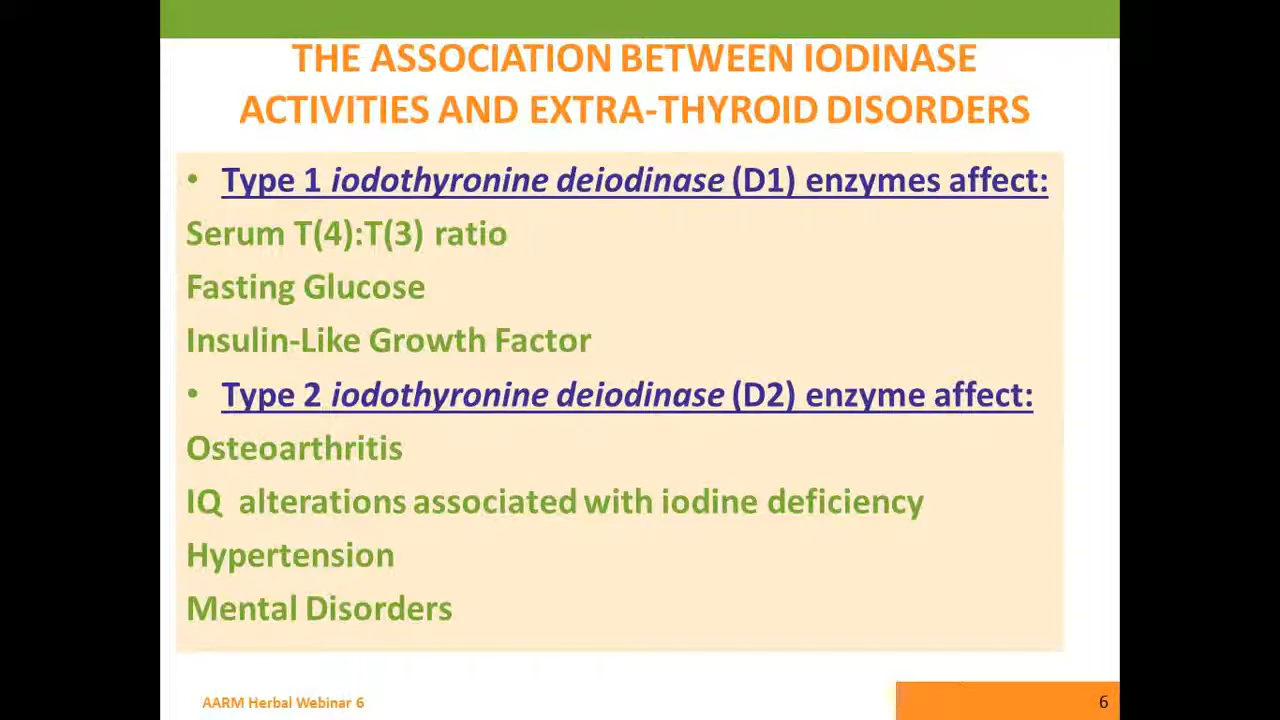 THE ASSOCIATION BETWEEN IODINASE
ACTIVITIES AND EXTRA-THYROID DISORDERS
• Type 1 iodothyronine deiodinase (D1) enzymes affect:
Serum T(4):T(3) ratio
Fasting Glucose
Insulin-Like Growth Factor
• Type 2 iodothyronine deiodinase (D2) enzyme affect:
Osteoarthritis
IQ alterations associated with iodine deficiency
Hypertension
Mental Disorders
AARM Herbal Webinar 6
6